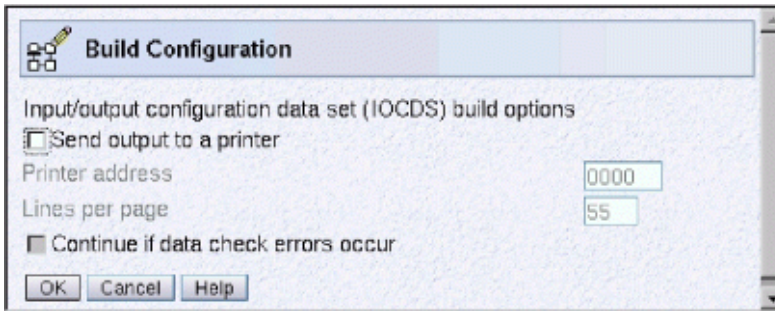 Build Configuration
Input/output configuration data set (IOCDS) build options
Send output to a printer
Printer address 0000
Lines per page 55
Continue if data check errors occur
OK Cancel Help